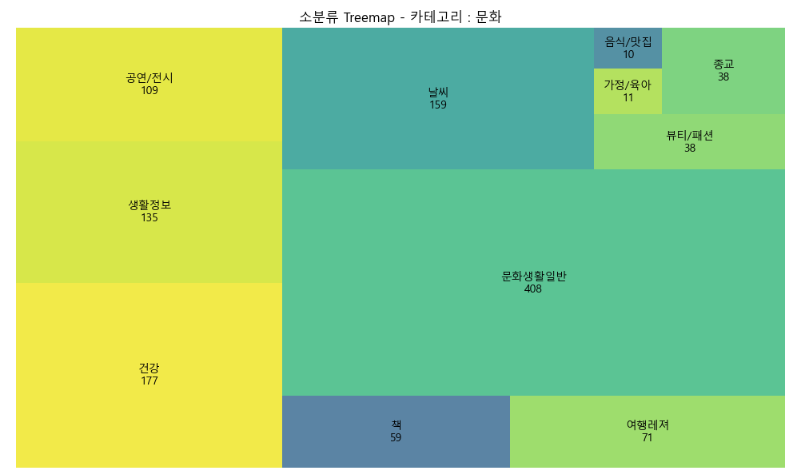 소분류 Treemap - 카테고리 : 문화
공연/전시
109
날씨
159
음식/맛집
10
종교
38
가정/육아
11
뷰티/패션
38
생활정보
135
문화생활일반
408
건강
177
책
59
여행레져
71